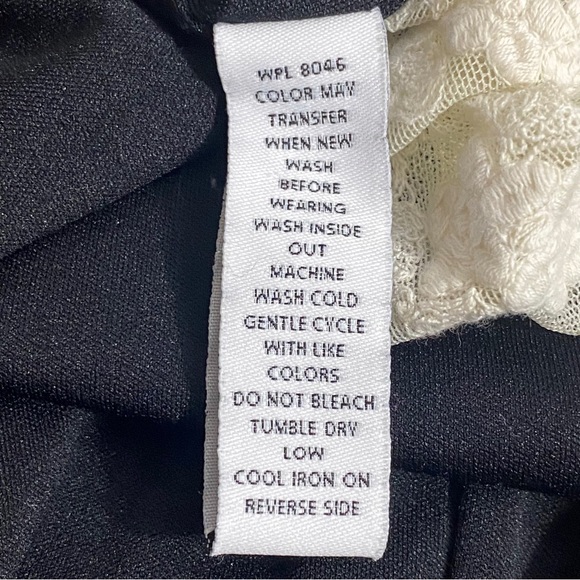 WPL 8046
COLOR MAY
TRANSFER
WHEN NEW
WASH
BEFORE
WEARING
WASH INSIDE
OUT
MACHINE
WASH COLD
GENTLE CYCLE
WITH LIKE
COLORS
DO NOT BLEACH
TUMBLE DRY
LOW
COOL IRON ON
REVERSE SIDE